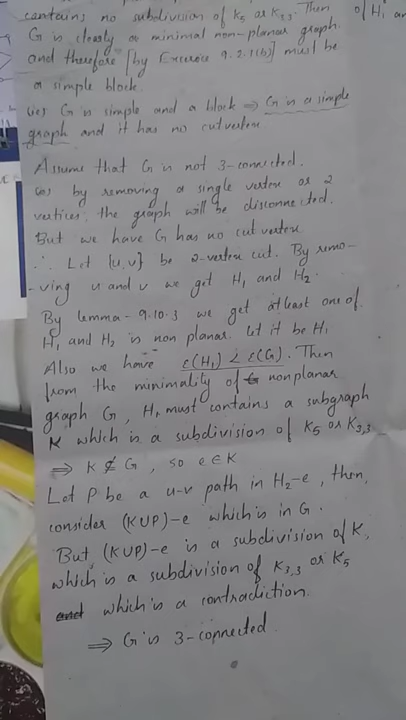 contains no subdivision of K5 or K3,3. Then
G is clearly a minimal non-planar graph.
and therefore [by Excercise 9.2.1(b)] must be
a simple block.
(ie) G is simple and a block ⇒ G is a simple
graph and it has no cutvertex
Assume that G is not 3-connected.
(ie) by removing a single vertex or 2
vertices, the graph will be disconnected.
But we have G has no cut vertex
∴ Let {u,v} be 2-vertex cut. By remo-
-ving u and v we get H1 and H2.
By lemma-9.10.3 we get atleast one of
H1 and H2 is non planar. Let it be H1
Also we have ε(H1) < ε(G). Then
from the minimality of G nonplanar
graph G, H1 must contains a subgraph
K which is a subdivision of K5 or K3,3.
⇒ K ⊄ G, so e∈K
Let P be a u-v path in H2-e, then,
consider (K∪P)-e which is in G.
But (K∪P)-e is a subdivision of K,
which is a subdivision of K3,3 or K5
which is a contradiction.
⇒ G is 3-connected.
of H1 an